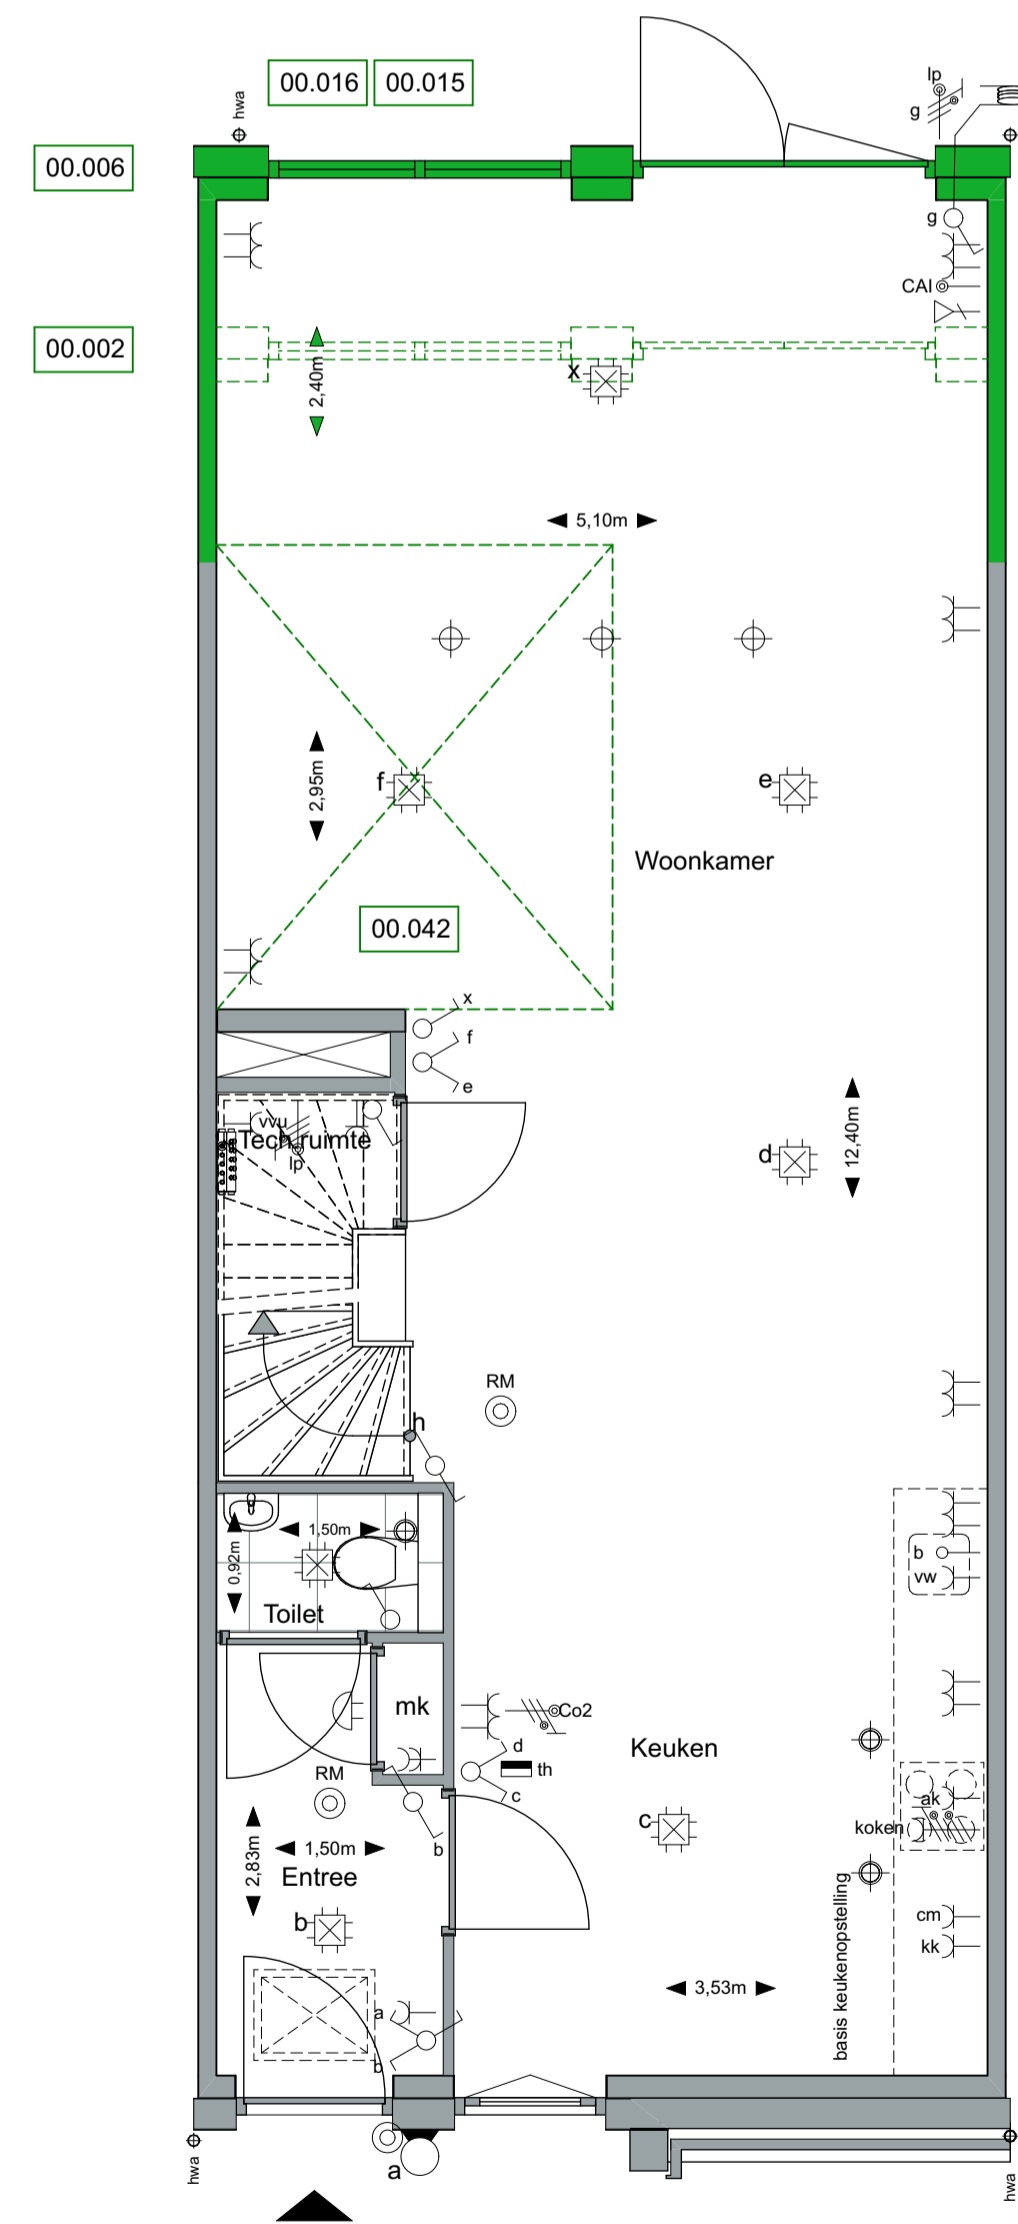 00.016 00.015
lp
g
hwa
00.006
g
CAI
00.002
2,40m
x
5,10m
f
e
2,95m
Woonkamer
00.042
x
f
e
vvu
Tech.ruimte
lp
d
12,40m
RM
h
1,50m
0,92m
b
vw
Toilet
mk
Co2
d
Keuken
th
RM
c
ak
c
koken
1,50m
b
2,83m
Entree
basis keukenopstelling
cm
b
kk
3,53m
a
b
a
hwa
hwa